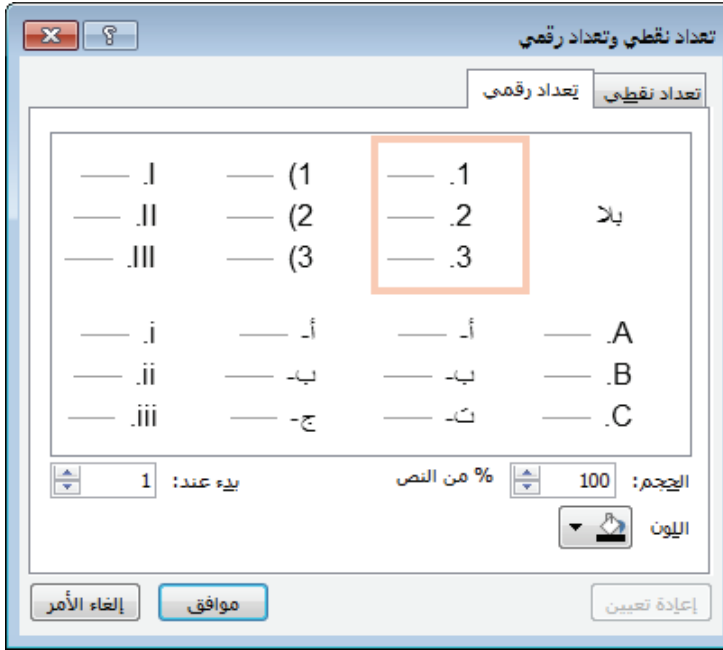 تعداد نقطي وتعداد رقمي
تعداد نقطي تعداد رقمي
بلا
1.
2.
3.
1)
2)
3)
I.
II.
III.
A.
B.
C.
أ-
ب-
ت-
أ-
ب-
ج-
i.
ii.
iii.
الحجم: 100 % من النص بدء عند: 1
اللون
إعادة تعيين موافق إلغاء الأمر